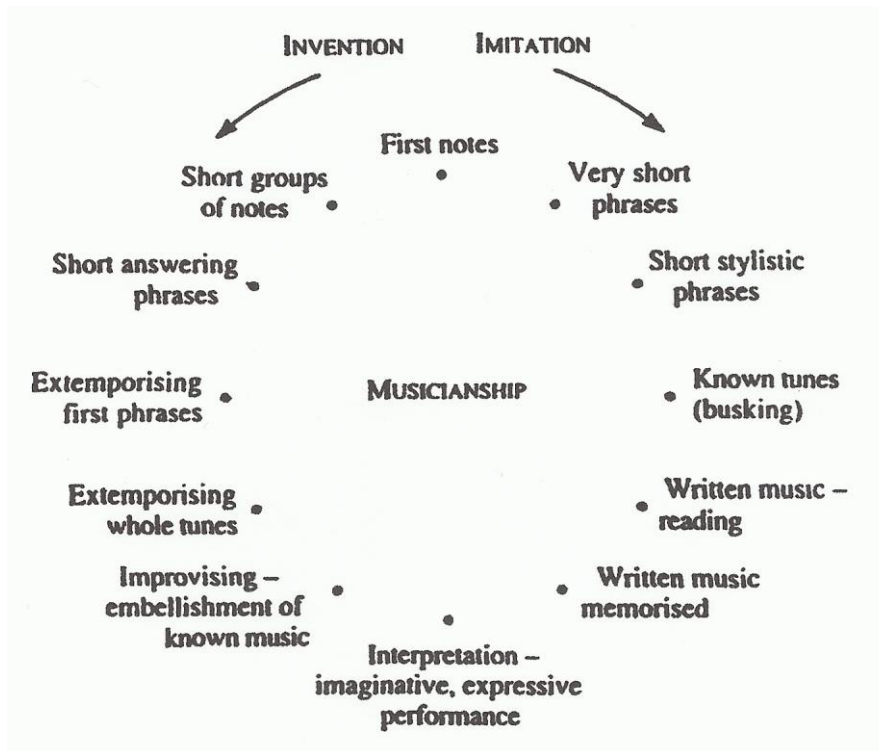 INVENTION IMITATION
First notes
Short groups
of notes
Very short
phrases
Short answering
phrases
Short stylistic
phrases
Extemporising
first phrases
MUSICIANSHIP
Known tunes
(busking)
Extemporising
whole tunes
Written music –
reading
Improvising –
embellishment of
known music
Written music
memorised
Interpretation –
imaginative, expressive
performance